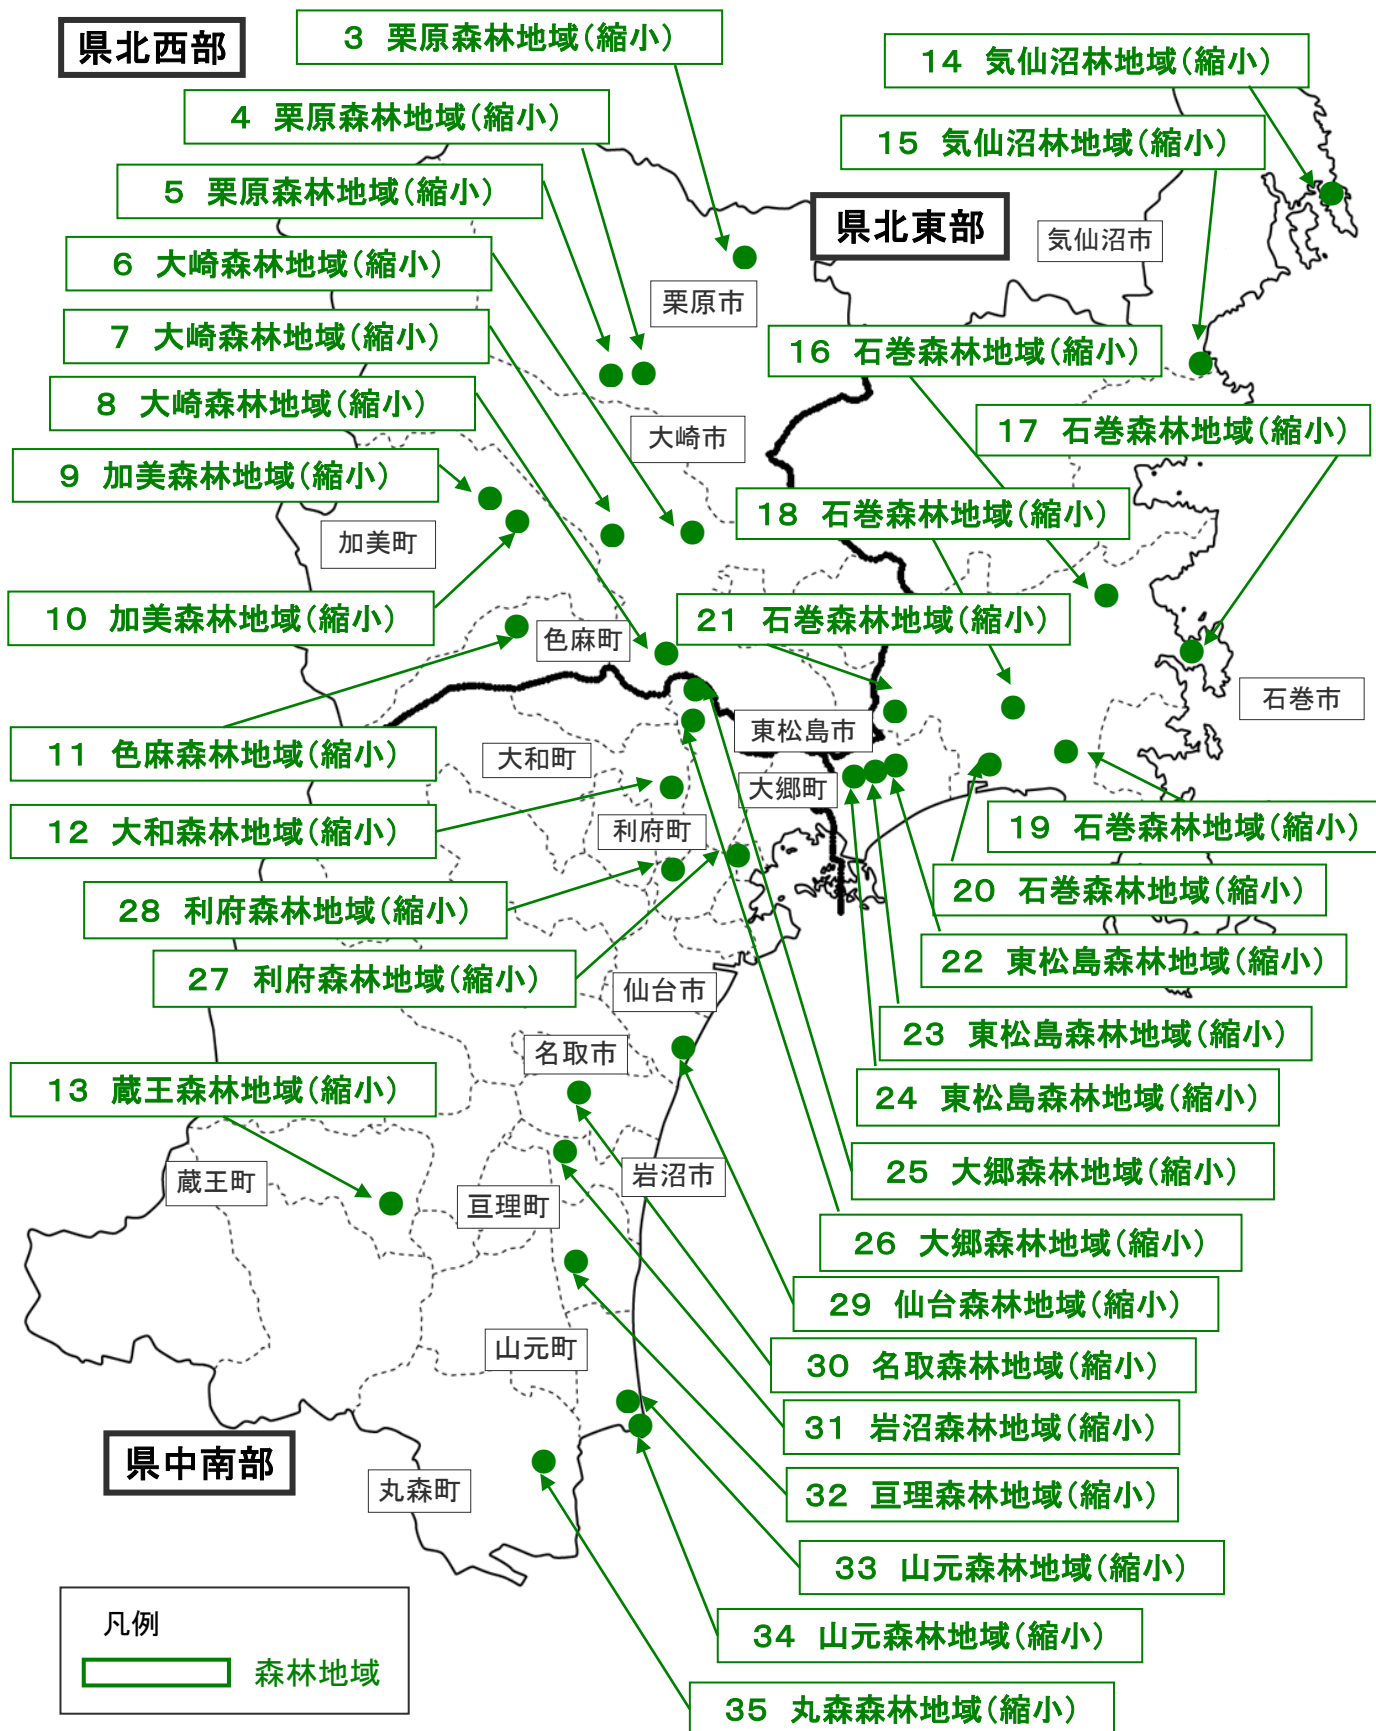 県北西部
3 栗原森林地域(縮小)
4 栗原森林地域(縮小)
5 栗原森林地域(縮小)
6 大崎森林地域(縮小)
7 大崎森林地域(縮小)
8 大崎森林地域(縮小)
9 加美森林地域(縮小)
10 加美森林地域(縮小)
11 色麻森林地域(縮小)
12 大和森林地域(縮小)
28 利府森林地域(縮小)
27 利府森林地域(縮小)
13 蔵王森林地域(縮小)
14 気仙沼林地域(縮小)
15 気仙沼林地域(縮小)
県北東部
気仙沼市
栗原市
16 石巻森林地域(縮小)
17 石巻森林地域(縮小)
大崎市
18 石巻森林地域(縮小)
加美町
21 石巻森林地域(縮小)
色麻町
石巻市
東松島市
大和町
大郷町
利府町
19 石巻森林地域(縮小)
20 石巻森林地域(縮小)
22 東松島森林地域(縮小)
仙台市
23 東松島森林地域(縮小)
名取市
24 東松島森林地域(縮小)
25 大郷森林地域(縮小)
蔵王町
岩沼市
亘理町
26 大郷森林地域(縮小)
29 仙台森林地域(縮小)
山元町
30 名取森林地域(縮小)
31 岩沼森林地域(縮小)
県中南部
丸森町
32 亘理森林地域(縮小)
33 山元森林地域(縮小)
34 山元森林地域(縮小)
35 丸森森林地域(縮小)
凡例
森林地域